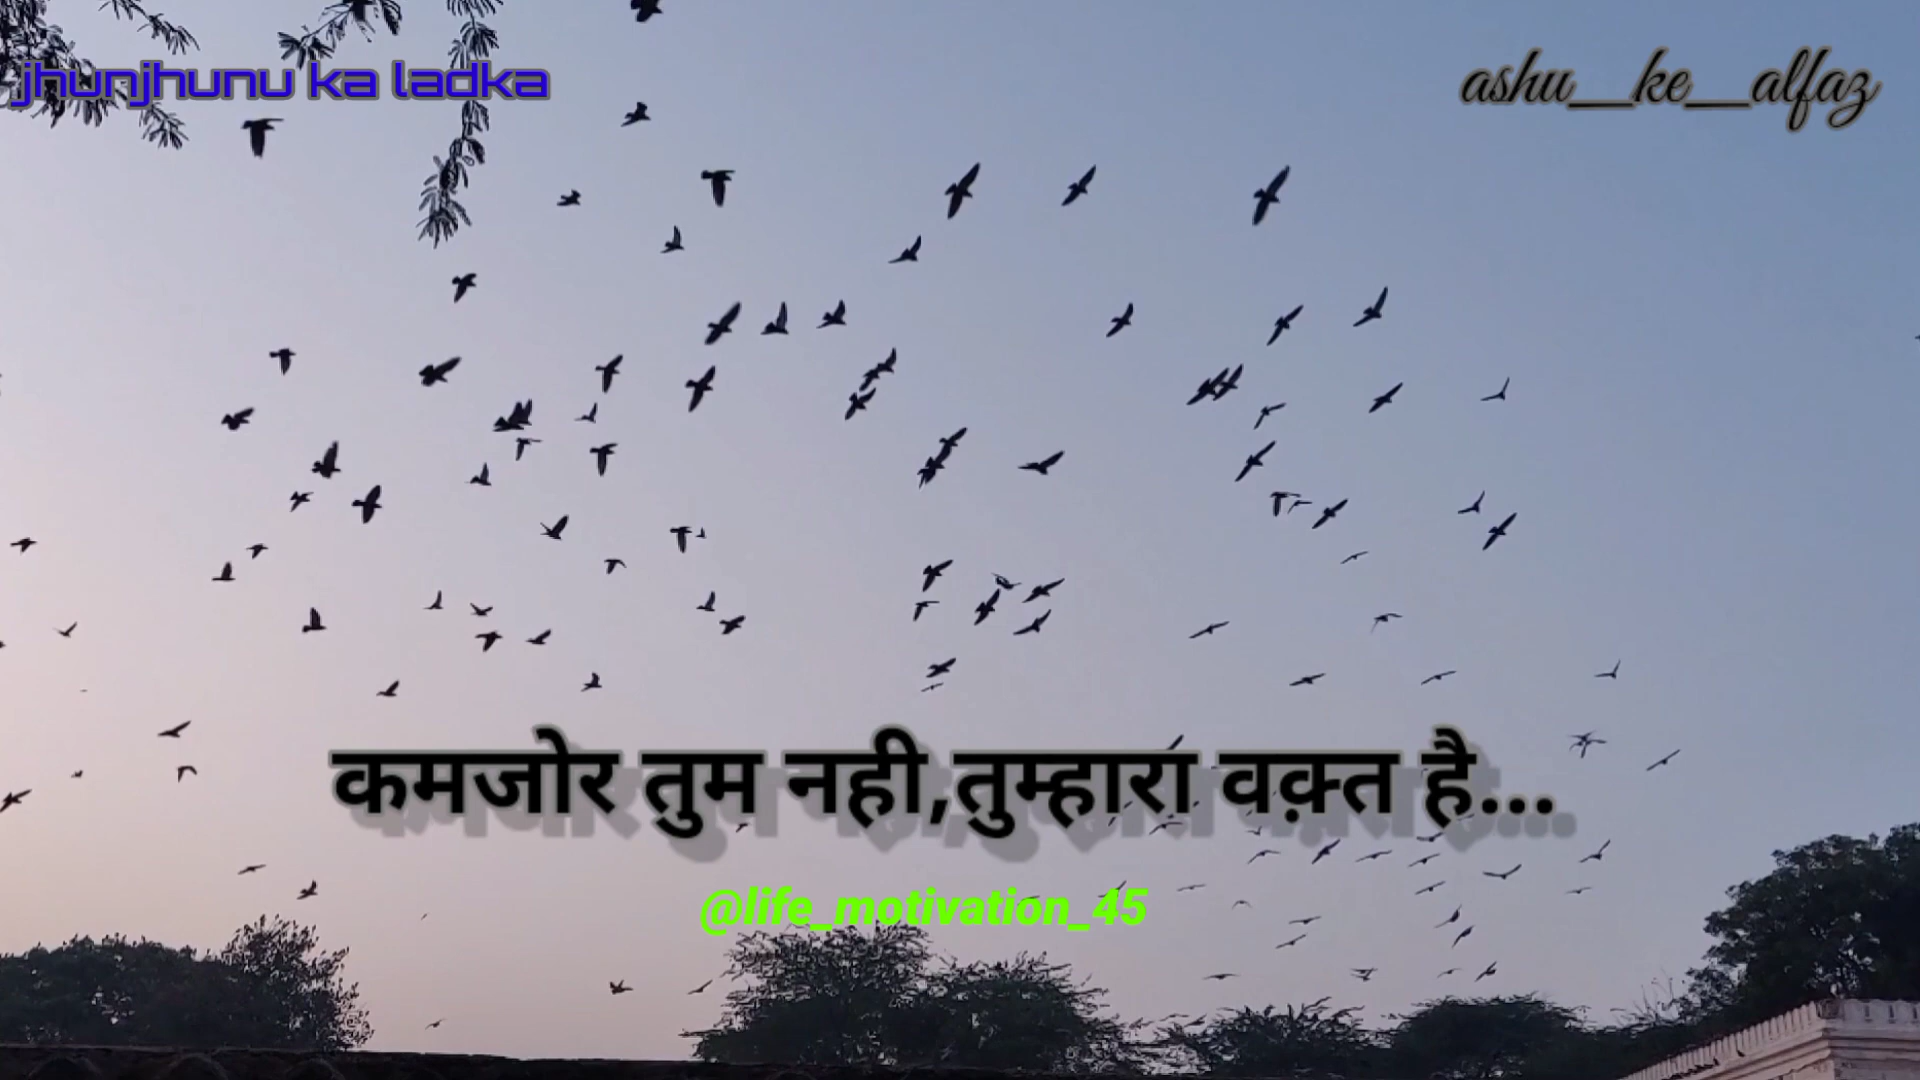 jhunjhunu ka ladka
ashu__ke__alfaz
कमजोर तुम नही,तुम्हारा वक़्त है...
@life_motivation_45